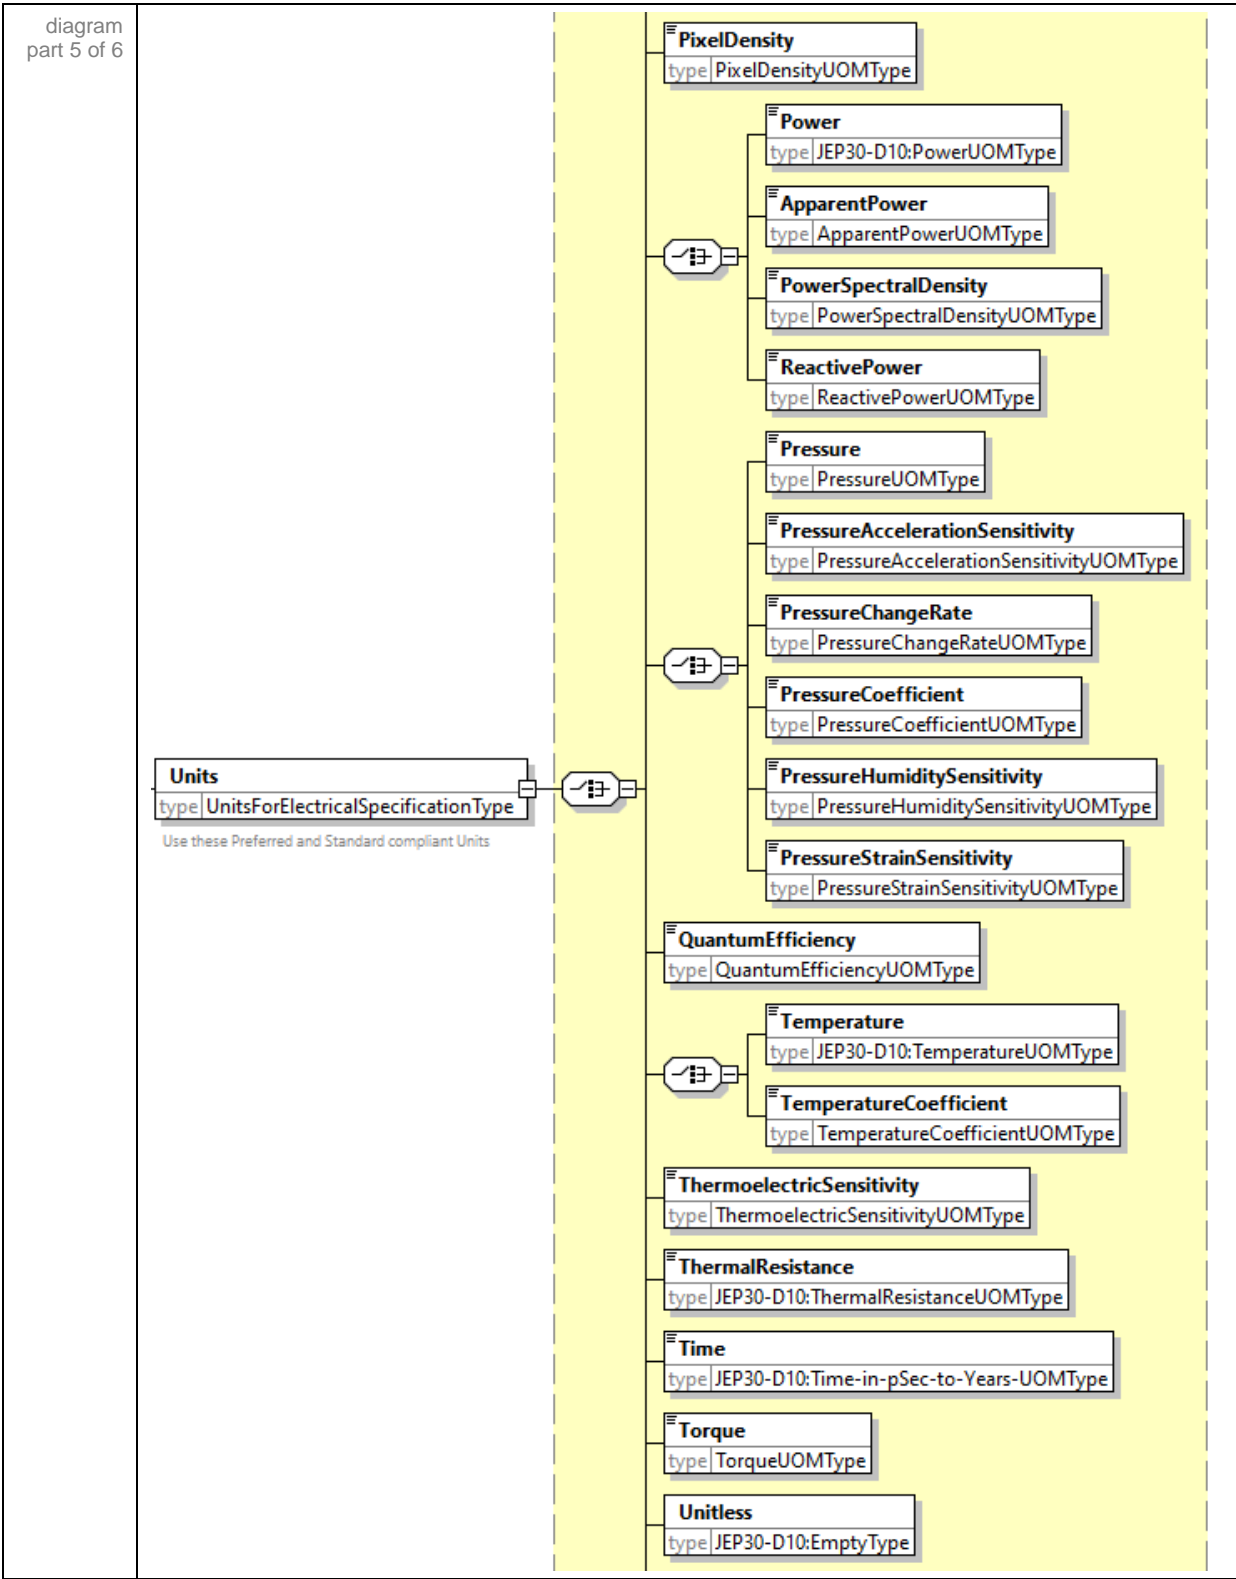 diagram
part 5 of 6
PixelDensity
type PixelDensityUOMType
Power
type JEP30-D10:PowerUOMType
ApparentPower
type ApparentPowerUOMType
PowerSpectralDensity
type PowerSpectralDensityUOMType
ReactivePower
type ReactivePowerUOMType
Pressure
type PressureUOMType
PressureAccelerationSensitivity
type PressureAccelerationSensitivityUOMType
PressureChangeRate
type PressureChangeRateUOMType
PressureCoefficient
type PressureCoefficientUOMType
Units
type UnitsForElectricalSpecificationType
Use these Preferred and Standard compliant Units
PressureHumiditySensitivity
type PressureHumiditySensitivityUOMType
PressureStrainSensitivity
type PressureStrainSensitivityUOMType
QuantumEfficiency
type QuantumEfficiencyUOMType
Temperature
type JEP30-D10:TemperatureUOMType
TemperatureCoefficient
type TemperatureCoefficientUOMType
ThermoelectricSensitivity
type ThermoelectricSensitivityUOMType
ThermalResistance
type JEP30-D10:ThermalResistanceUOMType
Time
type JEP30-D10:Time-in-pSec-to-Years-UOMType
Torque
type TorqueUOMType
Unitless
type JEP30-D10:EmptyType